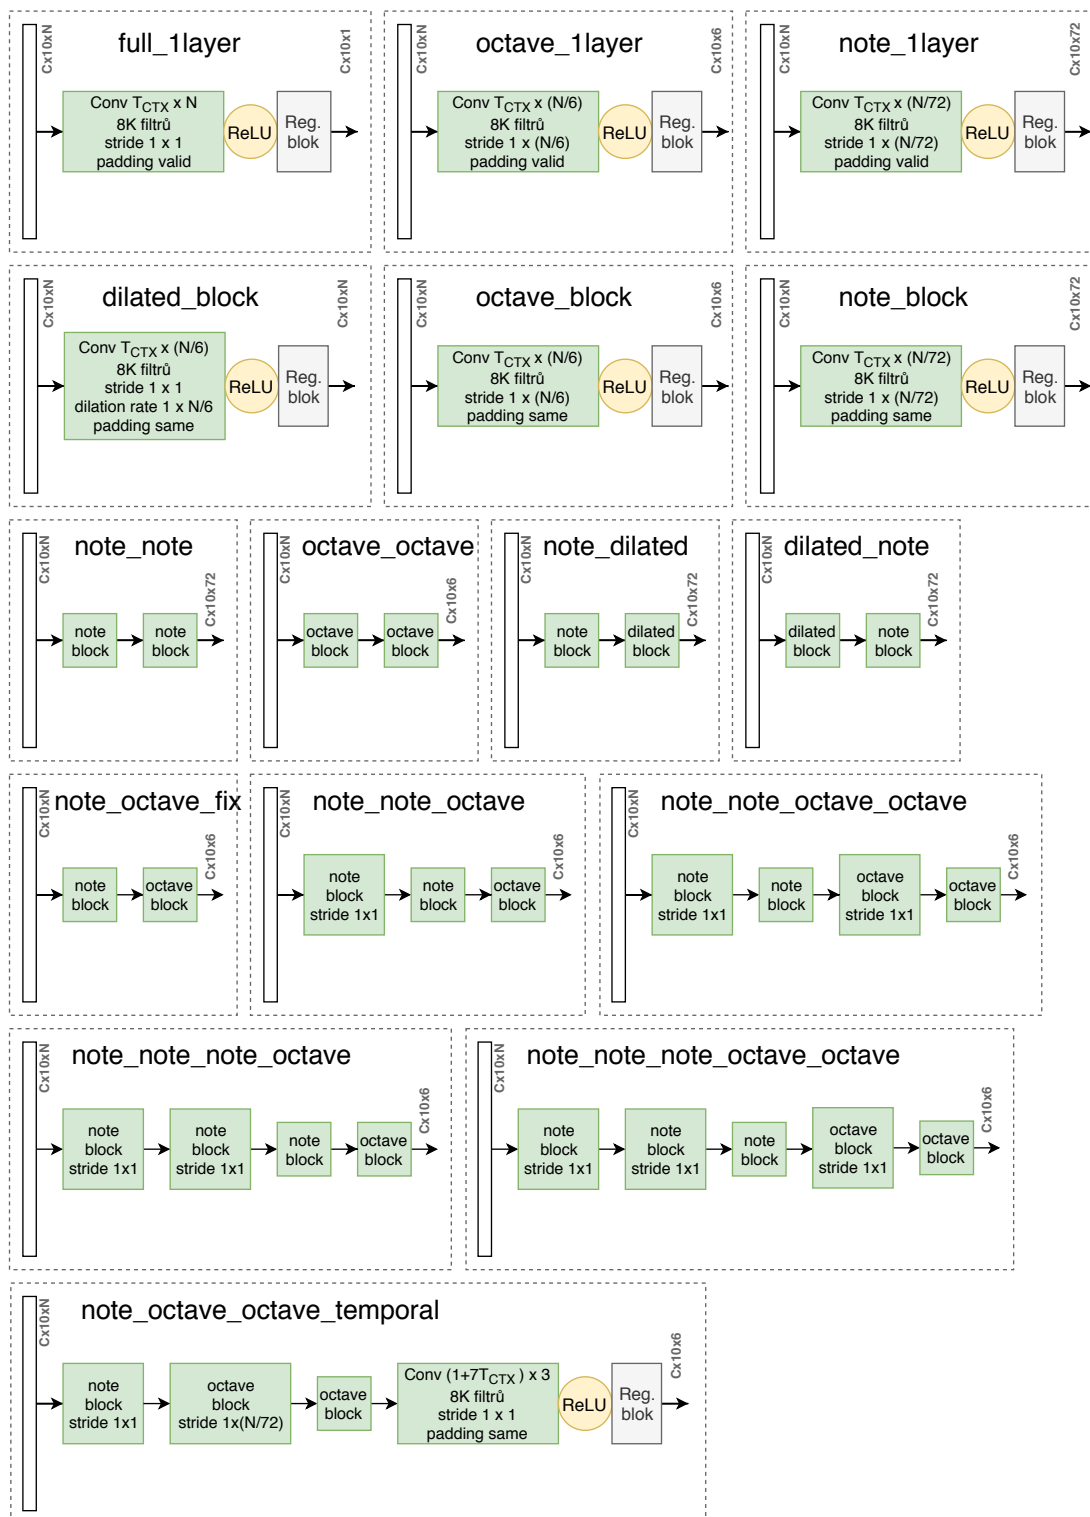 full_1layer
Cx10xN
Cx10x1
Conv T_CTX x N
8K filtrů
stride 1 x 1
padding valid
ReLU
Reg.
blok
octave_1layer
Cx10xN
Cx10x6
Conv T_CTX x (N/6)
8K filtrů
stride 1 x (N/6)
padding valid
ReLU
Reg.
blok
note_1layer
Cx10xN
Cx10x72
Conv T_CTX x (N/72)
8K filtrů
stride 1 x (N/72)
padding valid
ReLU
Reg.
blok
dilated_block
Cx10xN
Cx10xN
Conv T_CTX x (N/6)
8K filtrů
stride 1 x 1
dilation rate 1 x N/6
padding same
ReLU
Reg.
blok
octave_block
Cx10xN
Cx10x6
Conv T_CTX x (N/6)
8K filtrů
stride 1 x (N/6)
padding same
ReLU
Reg.
blok
note_block
Cx10xN
Cx10x72
Conv T_CTX x (N/72)
8K filtrů
stride 1 x (N/72)
padding same
ReLU
Reg.
blok
note_note
Cx10xN
Cx10x72
note
block
note
block
octave_octave
Cx10xN
Cx10x6
octave
block
octave
block
note_dilated
Cx10xN
Cx10x72
note
block
dilated
block
dilated_note
Cx10xN
Cx10x72
dilated
block
note
block
note_octave_fix
Cx10xN
Cx10x6
note
block
octave
block
note_note_octave
Cx10xN
Cx10x6
note
block
stride 1x1
note
block
octave
block
note_note_octave_octave
Cx10xN
Cx10x6
note
block
stride 1x1
note
block
octave
block
stride 1x1
octave
block
note_note_note_octave
Cx10xN
Cx10x6
note
block
stride 1x1
note
block
stride 1x1
note
block
octave
block
note_note_note_octave_octave
Cx10xN
Cx10x6
note
block
stride 1x1
note
block
stride 1x1
note
block
octave
block
stride 1x1
octave
block
note_octave_octave_temporal
Cx10xN
Cx10x6
note
block
stride 1x1
octave
block
stride 1x(N/72)
octave
block
Conv (1+7T_CTX ) x 3
8K filtrů
stride 1 x 1
padding same
ReLU
Reg.
blok